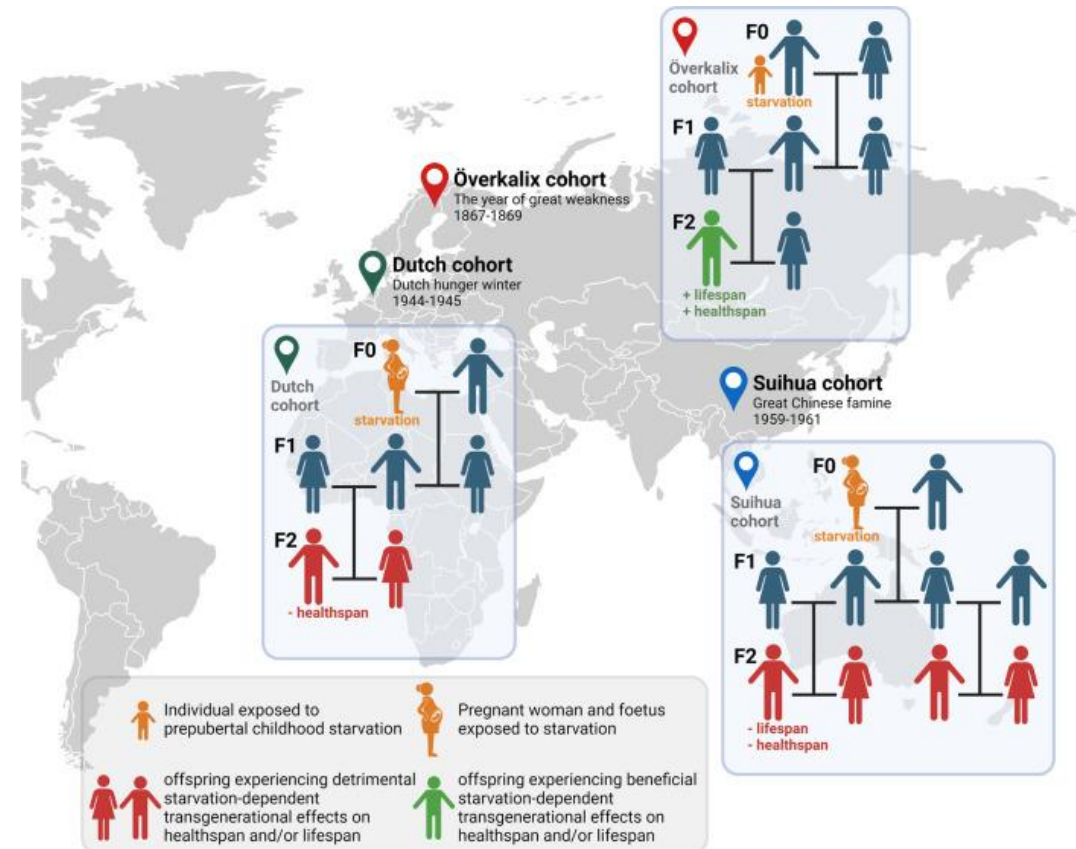 F0
Överkalix
cohort
starvation
F1
F2
+ lifespan
+ healthspan
Överkalix cohort
The year of great weakness
1867-1869
Dutch cohort
Dutch hunger winter
1944-1945
F0
Dutch
cohort
starvation
F1
F2
- healthspan
Suihua cohort
Great Chinese famine
1959-1961
F0
Suihua
cohort
starvation
F1
F2
- lifespan
- healthspan
Individual exposed to
prepubertal childhood starvation
Pregnant woman and foetus
exposed to starvation
offspring experiencing detrimental
starvation-dependent
transgenerational effects on
healthspan and/or lifespan
offspring experiencing beneficial
starvation-dependent
transgenerational effects on
healthspan and/or lifespan